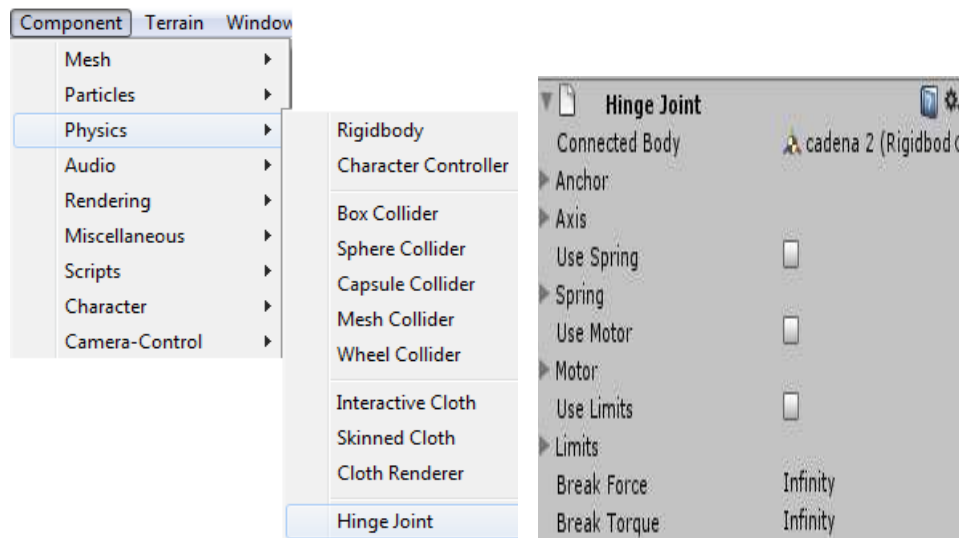 Component Terrain Window
Mesh
Particles
Physics
Audio
Rendering
Miscellaneous
Scripts
Character
Camera-Control
Rigidbody
Character Controller
Box Collider
Sphere Collider
Capsule Collider
Mesh Collider
Wheel Collider
Interactive Cloth
Skinned Cloth
Cloth Renderer
Hinge Joint
Hinge Joint
Connected Body cadena 2 (Rigidbod
Anchor
Axis
Use Spring
Spring
Use Motor
Motor
Use Limits
Limits
Break Force Infinity
Break Torque Infinity